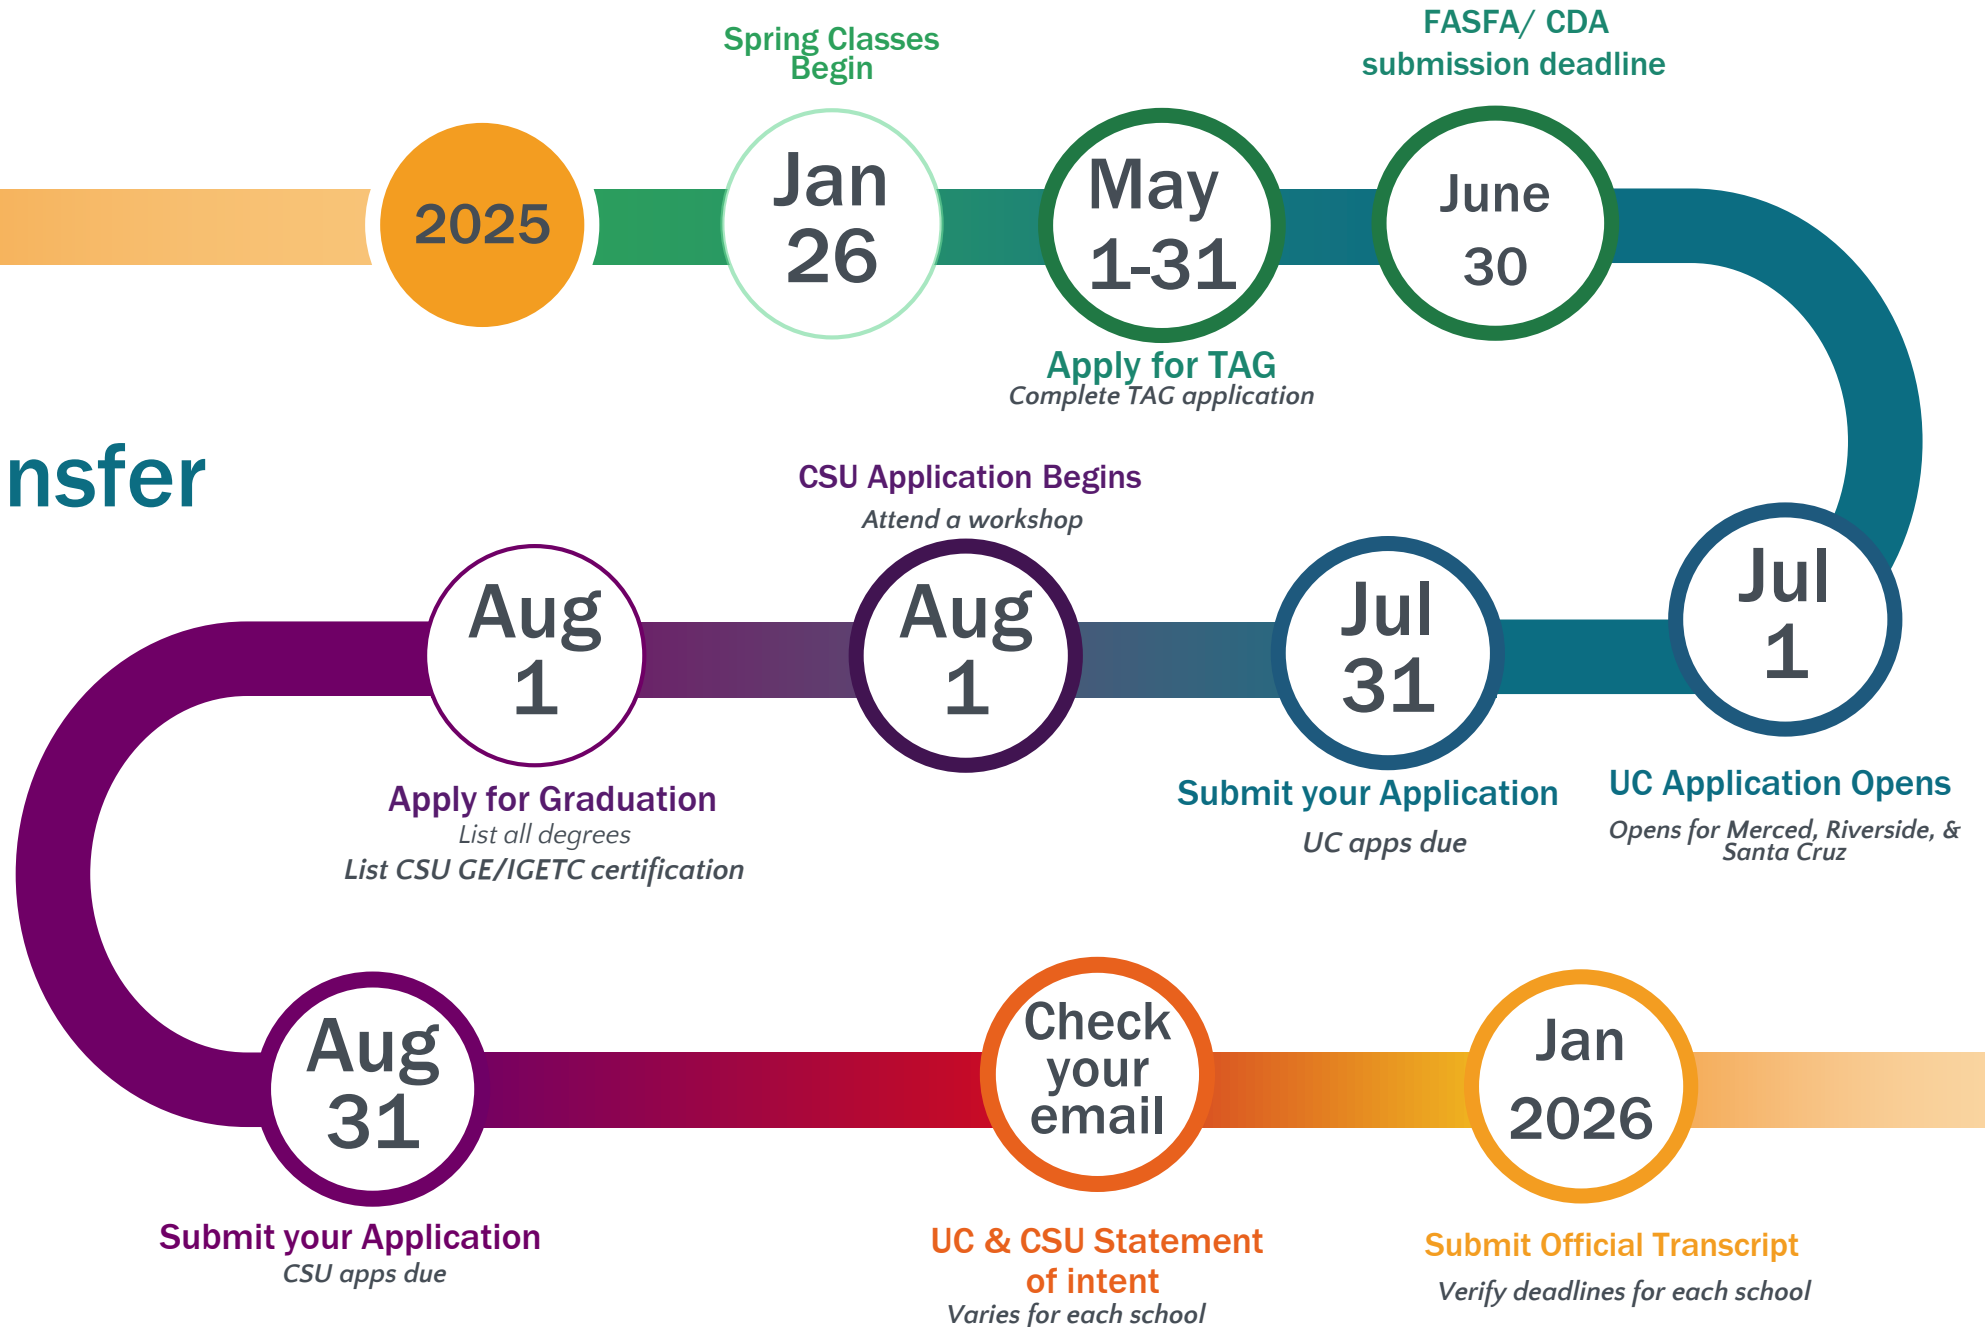 Spring Classes
Begin
FASFA/ CDA
submission deadline
2025
Jan
26
May
1-31
June
30
Apply for TAG
Complete TAG application
nsfer
CSU Application Begins
Attend a workshop
Aug
1
Aug
1
Jul
31
Jul
1
Apply for Graduation
List all degrees
List CSU GE/IGETC certification
Submit your Application
UC apps due
UC Application Opens
Opens for Merced, Riverside, &
Santa Cruz
Aug
31
Check
your
email
Jan
2026
Submit your Application
CSU apps due
UC & CSU Statement
of intent
Varies for each school
Submit Official Transcript
Verify deadlines for each school